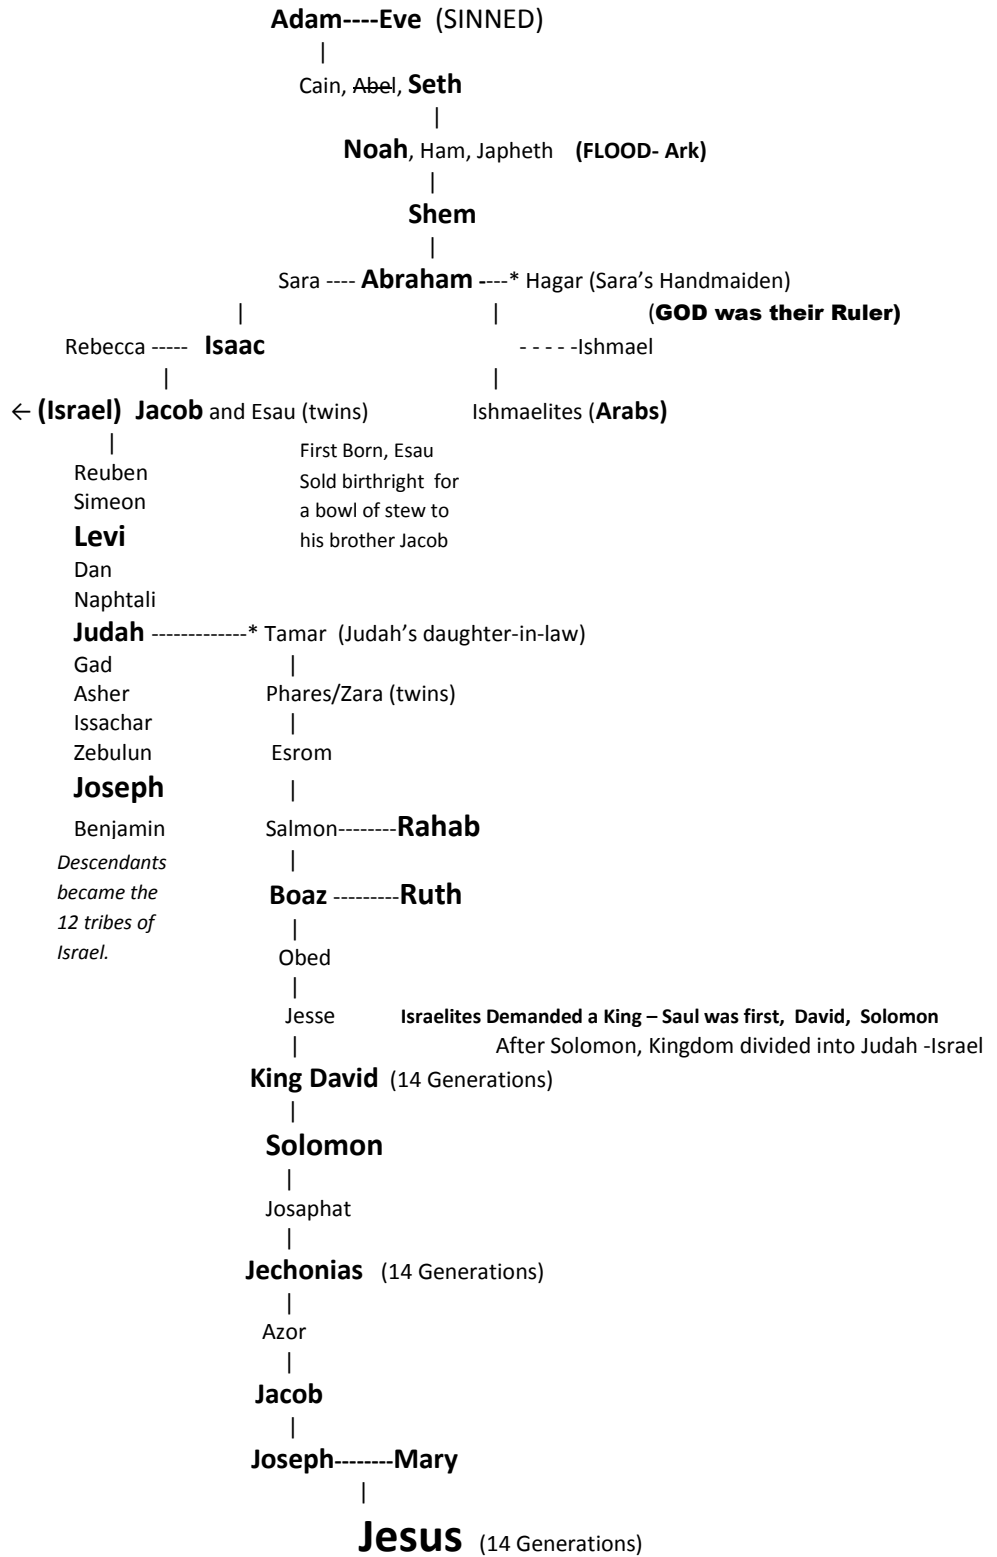 Adam----Eve (SINNED)
|
Cain, Abel, Seth
|
Noah, Ham, Japheth (FLOOD- Ark)
|
Shem
|
Sara ---- Abraham ----* Hagar (Sara's Handmaiden)
| | (GOD was their Ruler)
Rebecca ----- Isaac - - - - -Ishmael
| |
← (Israel) Jacob and Esau (twins) Ishmaelites (Arabs)
|
First Born, Esau
Sold birthright for
a bowl of stew to
his brother Jacob
Reuben
Simeon
Levi
Dan
Naphtali
Judah -------------* Tamar (Judah's daughter-in-law)
Gad |
Asher Phares/Zara (twins)
Issachar |
Zebulun Esrom
Joseph |
Benjamin Salmon--------Rahab
Descendants
became the
12 tribes of
Israel.
|
Boaz ---------Ruth
|
Obed
|
Jesse Israelites Demanded a King – Saul was first, David, Solomon
| After Solomon, Kingdom divided into Judah -Israel
King David (14 Generations)
|
Solomon
|
Josaphat
|
Jechonias (14 Generations)
|
Azor
|
Jacob
|
Joseph--------Mary
|
Jesus (14 Generations)